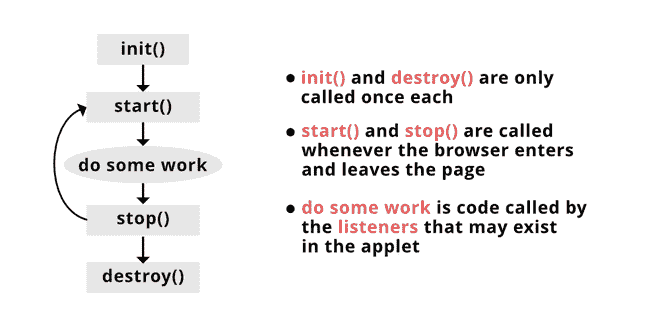 init()
start()
do some work
stop()
destroy()
● init() and destroy() are only
called once each
● start() and stop() are called
whenever the browser enters
and leaves the page
● do some work is code called by
the listeners that may exist
in the applet